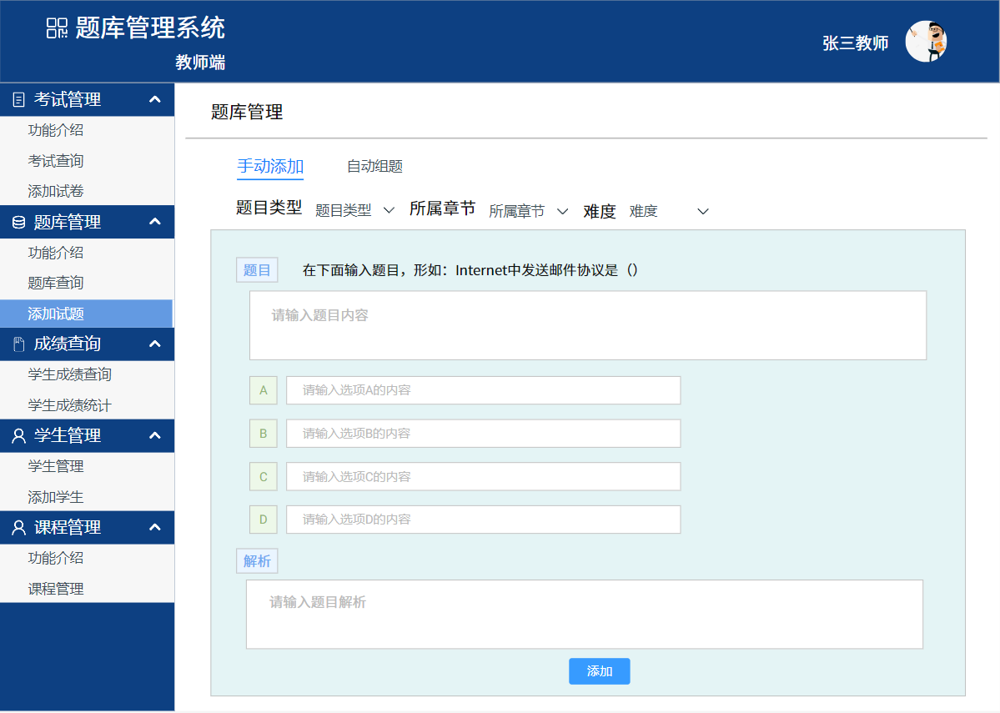 题库管理系统
教师端
张三教师
考试管理
功能介绍
考试查询
添加试卷
题库管理
功能介绍
题库查询
添加试题
成绩查询
学生成绩查询
学生成绩统计
学生管理
学生管理
添加学生
课程管理
功能介绍
课程管理
题库管理
手动添加 自动组题
题目类型 题目类型 所属章节 所属章节 难度 难度
题目 在下面输入题目，形如：Internet中发送邮件协议是（）
请输入题目内容
A 请输入选项A的内容
B 请输入选项B的内容
C 请输入选项C的内容
D 请输入选项D的内容
解析
请输入题目解析
添加